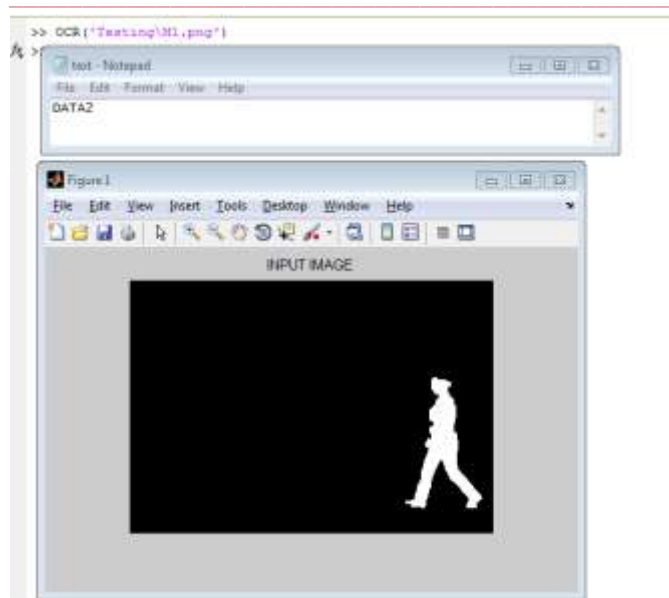 >> OCR('Testing\M1.png')
fx >>
text - Notepad
File Edit Format View Help
DATA2
Figure 1
File Edit View Insert Tools Desktop Window Help
INPUT IMAGE